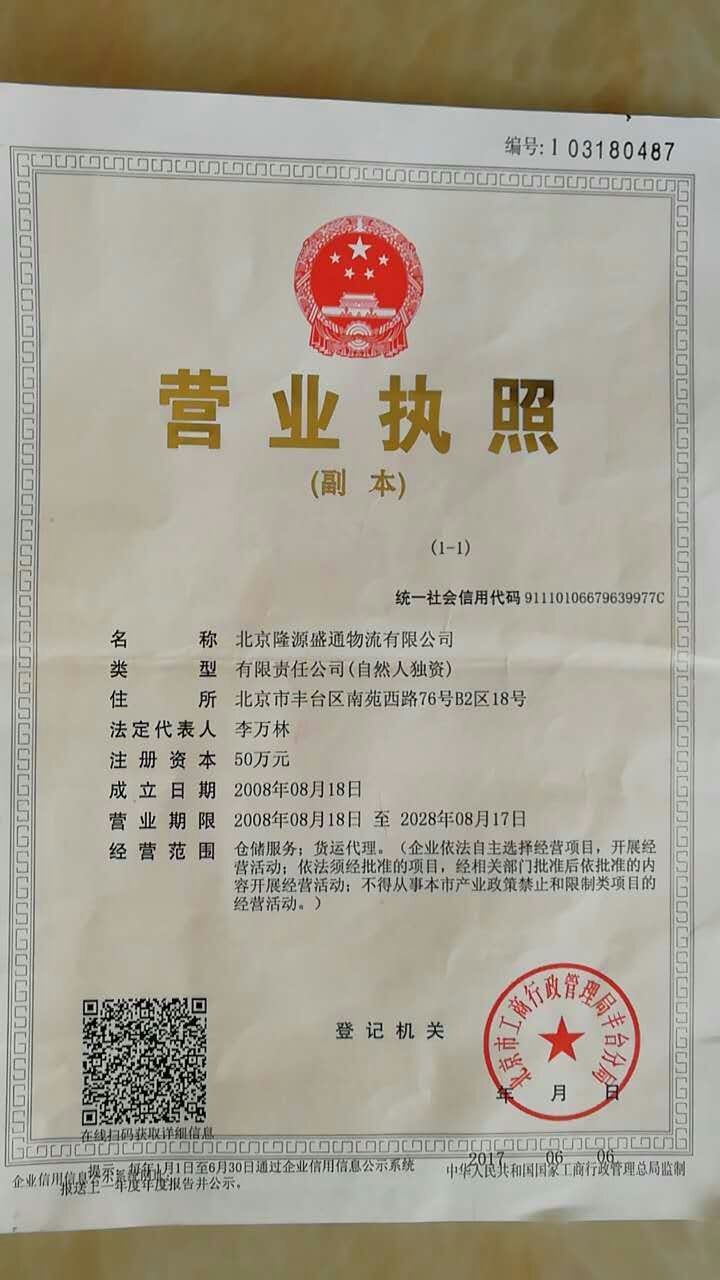 编号:1 03180487
营业执照
(副 本)
(1-1)
统一社会信用代码 91110106679639977C
名称 北京隆源盛通物流有限公司
类型 有限责任公司(自然人独资)
住所 北京市丰台区南苑西路76号B2区18号
法定代表人 李万林
注册资本 50万元
成立日期 2008年08月18日
营业期限 2008年08月18日 至 2028年08月17日
经营范围 仓储服务；货运代理。（企业依法自主选择经营项目，开展经
营活动；依法须经批准的项目，经相关部门批准后依批准的内
容开展经营活动；不得从事本市产业政策禁止和限制类项目的
经营活动。）
登记机关
北京市工商行政管理局丰台分局
年 月 日
2017 06 06
在线扫码获取详细信息
提示：每年1月1日至6月30日通过企业信用信息公示系统
报送上一年度年度报告并公示。
中华人民共和国国家工商行政管理总局监制